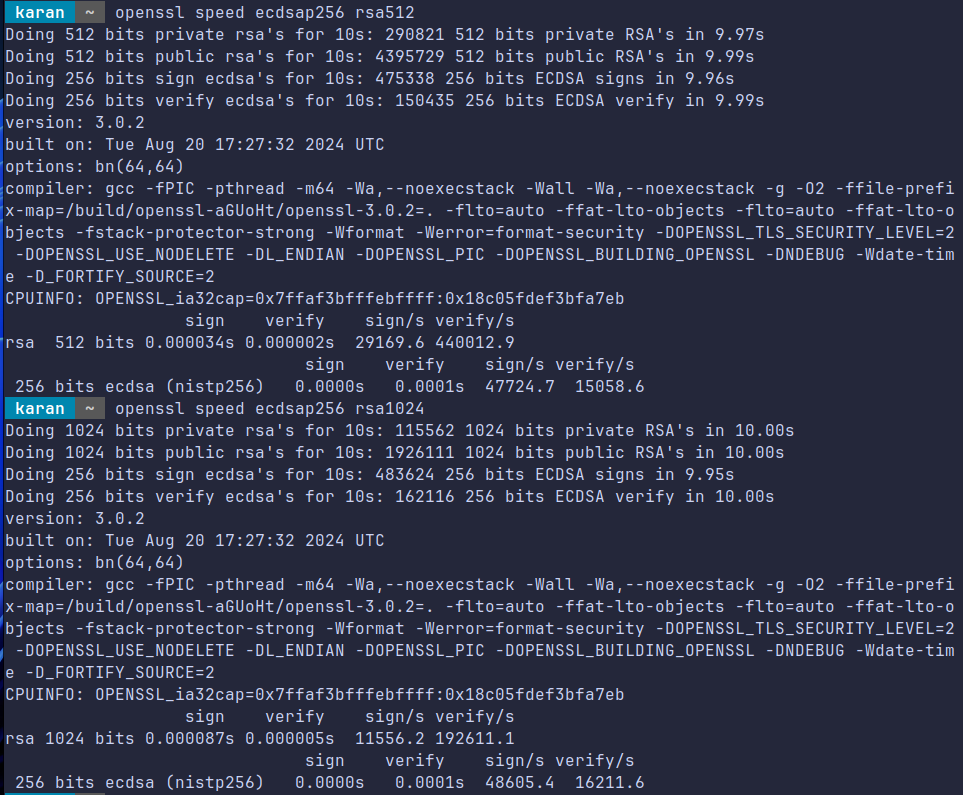 karan ~ openssl speed ecdsap256 rsa512
Doing 512 bits private rsa's for 10s: 290821 512 bits private RSA's in 9.97s
Doing 512 bits public rsa's for 10s: 4395729 512 bits public RSA's in 9.99s
Doing 256 bits sign ecdsa's for 10s: 475338 256 bits ECDSA signs in 9.96s
Doing 256 bits verify ecdsa's for 10s: 150435 256 bits ECDSA verify in 9.99s
version: 3.0.2
built on: Tue Aug 20 17:27:32 2024 UTC
options: bn(64,64)
compiler: gcc -fPIC -pthread -m64 -Wa,--noexecstack -Wall -Wa,--noexecstack -g -O2 -ffile-prefi
x-map=/build/openssl-aGUoHt/openssl-3.0.2=. -flto=auto -ffat-lto-objects -flto=auto -ffat-lto-o
bjects -fstack-protector-strong -Wformat -Werror=format-security -DOPENSSL_TLS_SECURITY_LEVEL=2
 -DOPENSSL_USE_NODELETE -DL_ENDIAN -DOPENSSL_PIC -DOPENSSL_BUILDING_OPENSSL -DNDEBUG -Wdate-tim
e -D_FORTIFY_SOURCE=2
CPUINFO: OPENSSL_ia32cap=0x7ffaf3bfffebffff:0x18c05fdef3bfa7eb
                  sign    verify    sign/s verify/s
rsa  512 bits 0.000034s 0.000002s  29169.6 440012.9
                              sign    verify    sign/s verify/s
 256 bits ecdsa (nistp256)   0.0000s   0.0001s  47724.7  15058.6
karan ~ openssl speed ecdsap256 rsa1024
Doing 1024 bits private rsa's for 10s: 115562 1024 bits private RSA's in 10.00s
Doing 1024 bits public rsa's for 10s: 1926111 1024 bits public RSA's in 10.00s
Doing 256 bits sign ecdsa's for 10s: 483624 256 bits ECDSA signs in 9.95s
Doing 256 bits verify ecdsa's for 10s: 162116 256 bits ECDSA verify in 10.00s
version: 3.0.2
built on: Tue Aug 20 17:27:32 2024 UTC
options: bn(64,64)
compiler: gcc -fPIC -pthread -m64 -Wa,--noexecstack -Wall -Wa,--noexecstack -g -O2 -ffile-prefi
x-map=/build/openssl-aGUoHt/openssl-3.0.2=. -flto=auto -ffat-lto-objects -flto=auto -ffat-lto-o
bjects -fstack-protector-strong -Wformat -Werror=format-security -DOPENSSL_TLS_SECURITY_LEVEL=2
 -DOPENSSL_USE_NODELETE -DL_ENDIAN -DOPENSSL_PIC -DOPENSSL_BUILDING_OPENSSL -DNDEBUG -Wdate-tim
e -D_FORTIFY_SOURCE=2
CPUINFO: OPENSSL_ia32cap=0x7ffaf3bfffebffff:0x18c05fdef3bfa7eb
                  sign    verify    sign/s verify/s
rsa 1024 bits 0.000087s 0.000005s  11556.2 192611.1
                              sign    verify    sign/s verify/s
 256 bits ecdsa (nistp256)   0.0000s   0.0001s  48605.4  16211.6